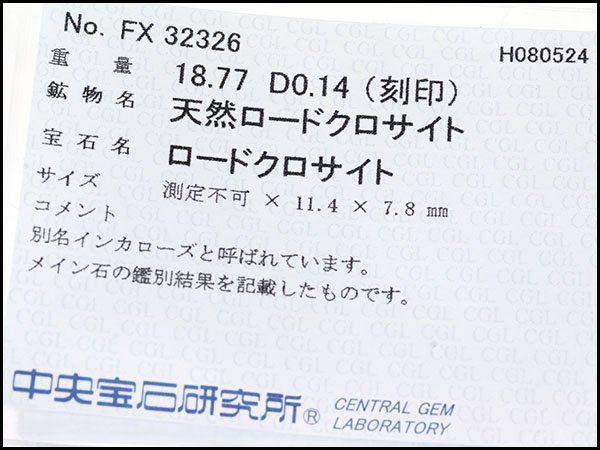 No. FX 32326
H080524
重量 18.77 D0.14（刻印）
鉱物名 天然ロードクロサイト
宝石名 ロードクロサイト
サイズ 測定不可 × 11.4 × 7.8 mm
コメント
別名インカローズと呼ばれています。
メイン石の鑑別結果を記載したものです。
中央宝石研究所® CENTRAL GEM
LABORATORY